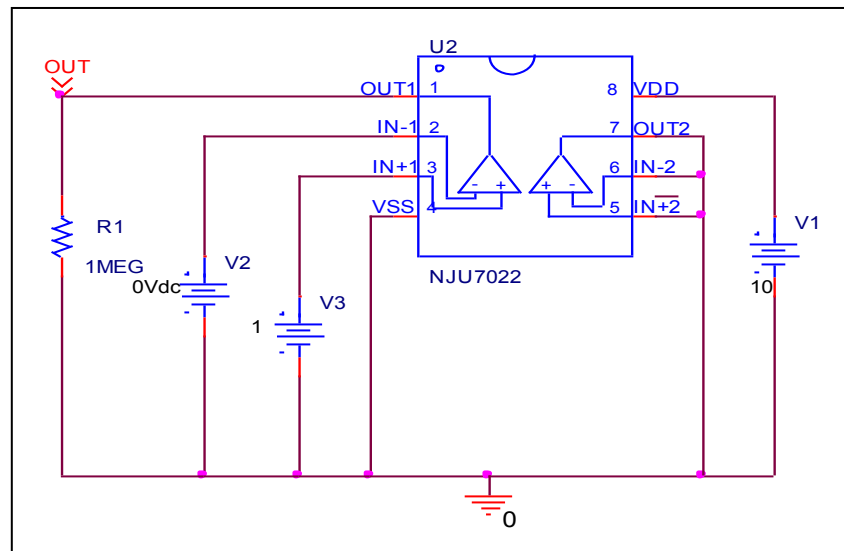 U2
OUT
OUT1
1
8
VDD
IN-1
2
7
OUT2
IN+1
3
6
IN-2
- +
+ -
VSS
4
5
IN+2
R1
1MEG
V2
0Vdc
V3
1
V1
10
NJU7022
0